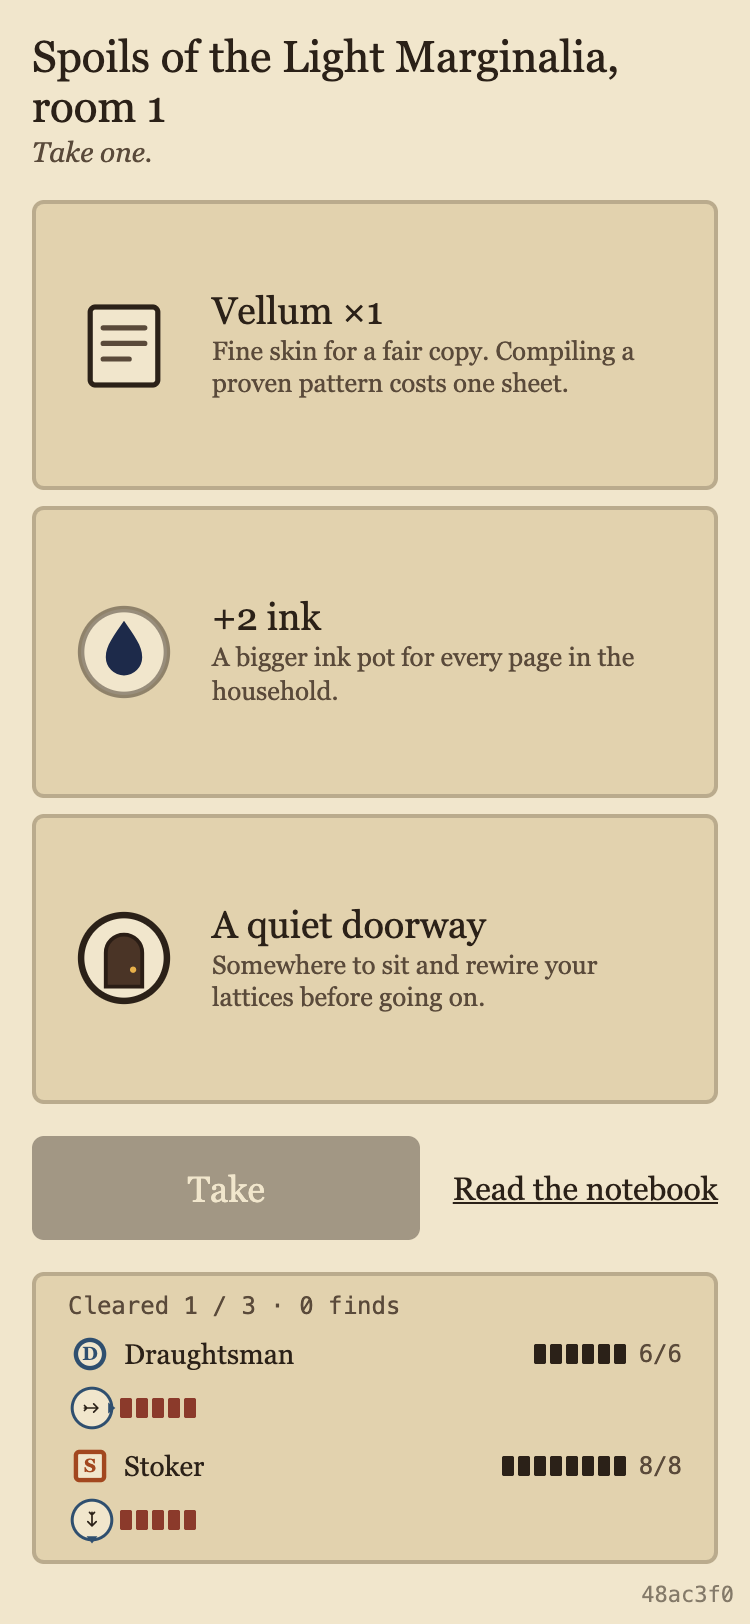 Spoils of the Light Marginalia,
room 1
Take one.
Vellum ×1
Fine skin for a fair copy. Compiling a
proven pattern costs one sheet.
+2 ink
A bigger ink pot for every page in the
household.
A quiet doorway
Somewhere to sit and rewire your
lattices before going on.
Take
Read the notebook
Cleared 1 / 3 · 0 finds
D Draughtsman 6/6
S Stoker 8/8
48ac3f0